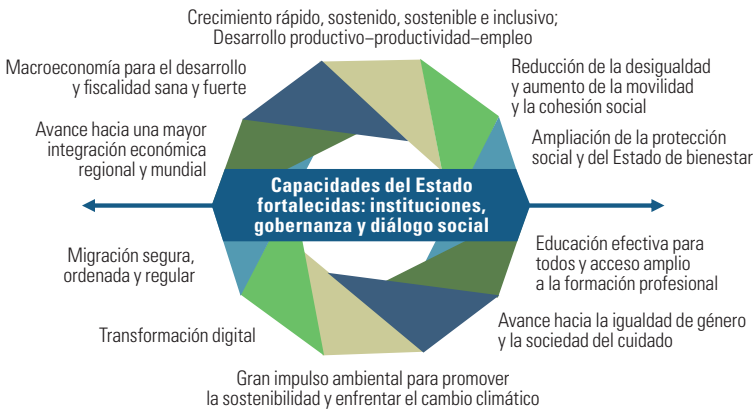 Crecimiento rápido, sostenido, sostenible e inclusivo;
Desarrollo productivo–productividad–empleo
Macroeconomía para el desarrollo
y fiscalidad sana y fuerte
Reducción de la desigualdad
y aumento de la movilidad
y la cohesión social
Avance hacia una mayor
integración económica
regional y mundial
Ampliación de la protección
social y del Estado de bienestar
Capacidades del Estado
fortalecidas: instituciones,
gobernanza y diálogo social
Migración segura,
ordenada y regular
Educación efectiva para
todos y acceso amplio
a la formación profesional
Transformación digital
Avance hacia la igualdad de género
y la sociedad del cuidado
Gran impulso ambiental para promover
la sostenibilidad y enfrentar el cambio climático